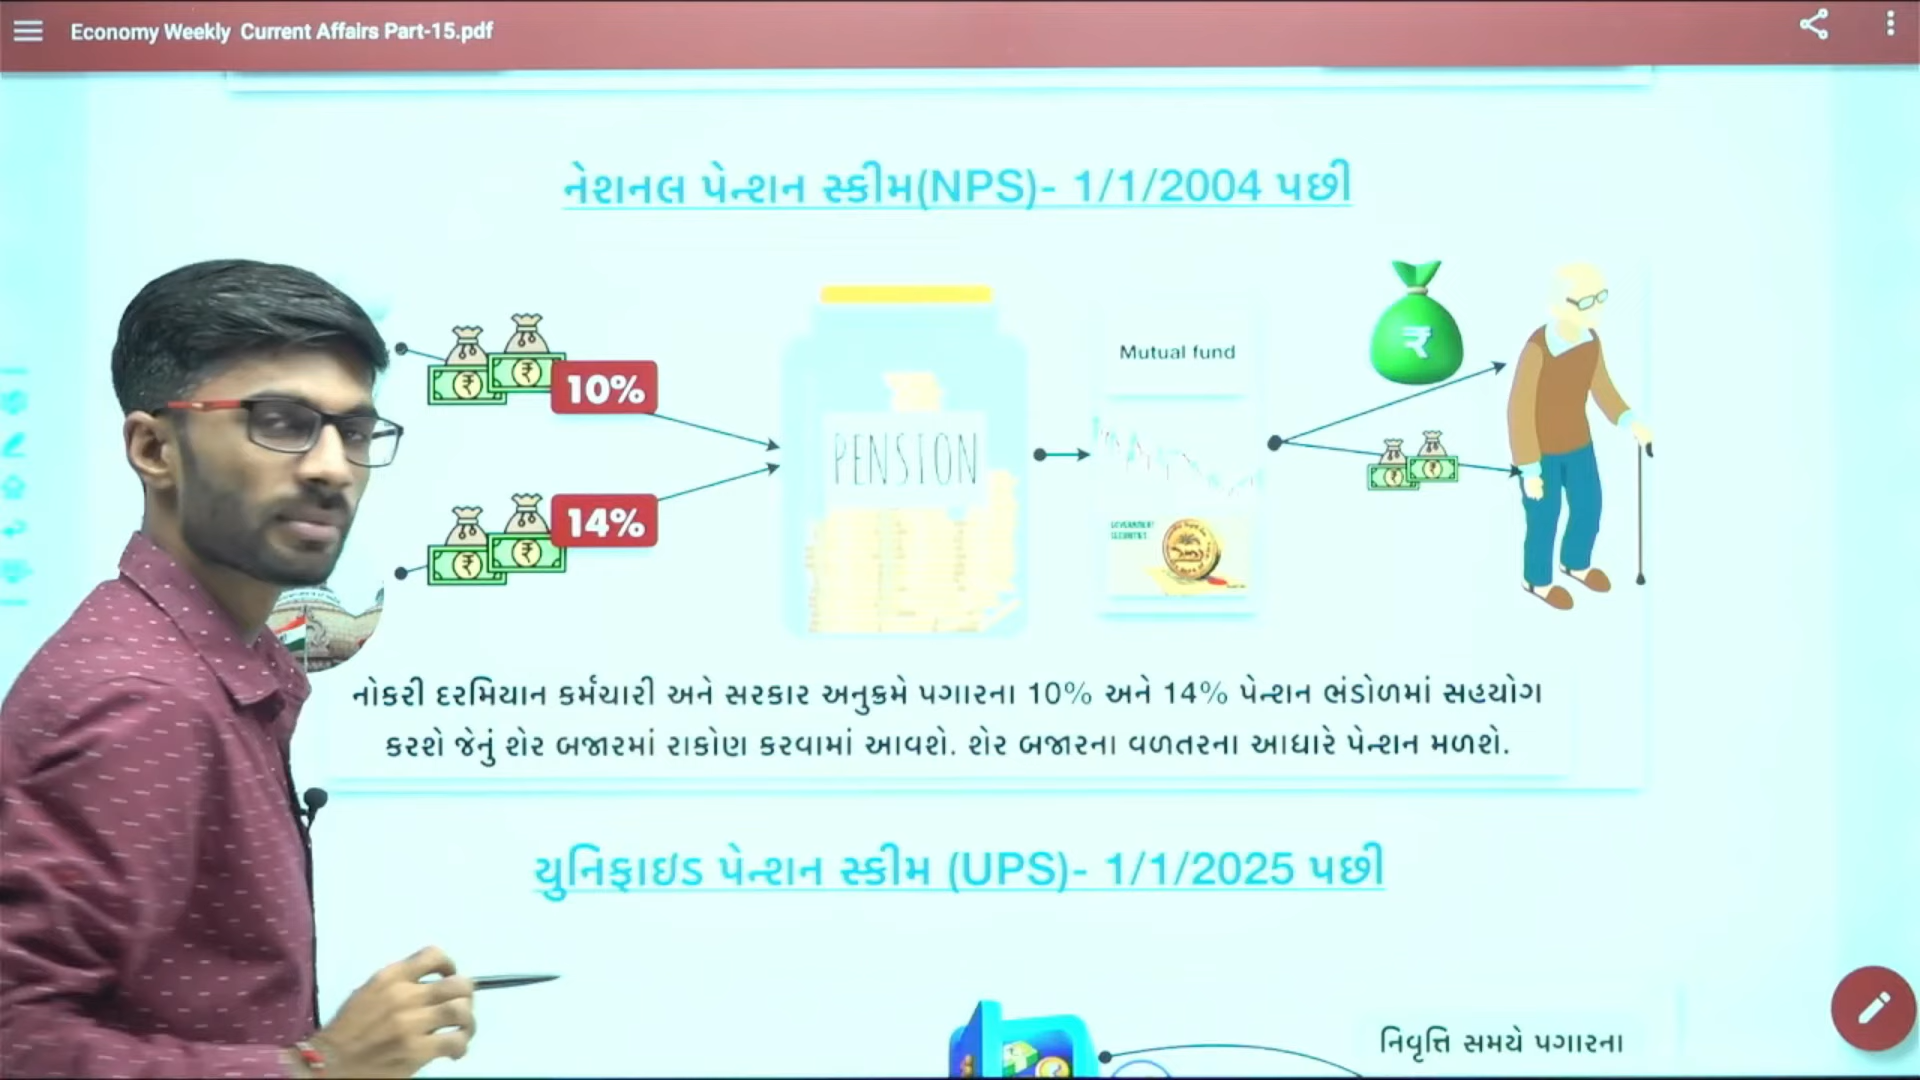 Economy Weekly Current Affairs Part-15.pdf
નેશનલ પેન્શન સ્કીમ(NPS)- 1/1/2004 પછી
10%
14%
PENSION
Mutual fund
GOVERNMENT
SECURITIES
નોકરી દરમિયાન કર્મચારી અને સરકાર અનુક્રમે પગારના 10% અને 14% પેન્શન ભંડોળમાં સહયોગ
કરશે જેનું શેર બજારમાં રાકોણ કરવામાં આવશે. શેર બજારના વળતરના આધારે પેન્શન મળશે.
યુનિફાઇડ પેન્શન સ્કીમ (UPS)- 1/1/2025 પછી
નિવૃત્તિ સમયે પગારના